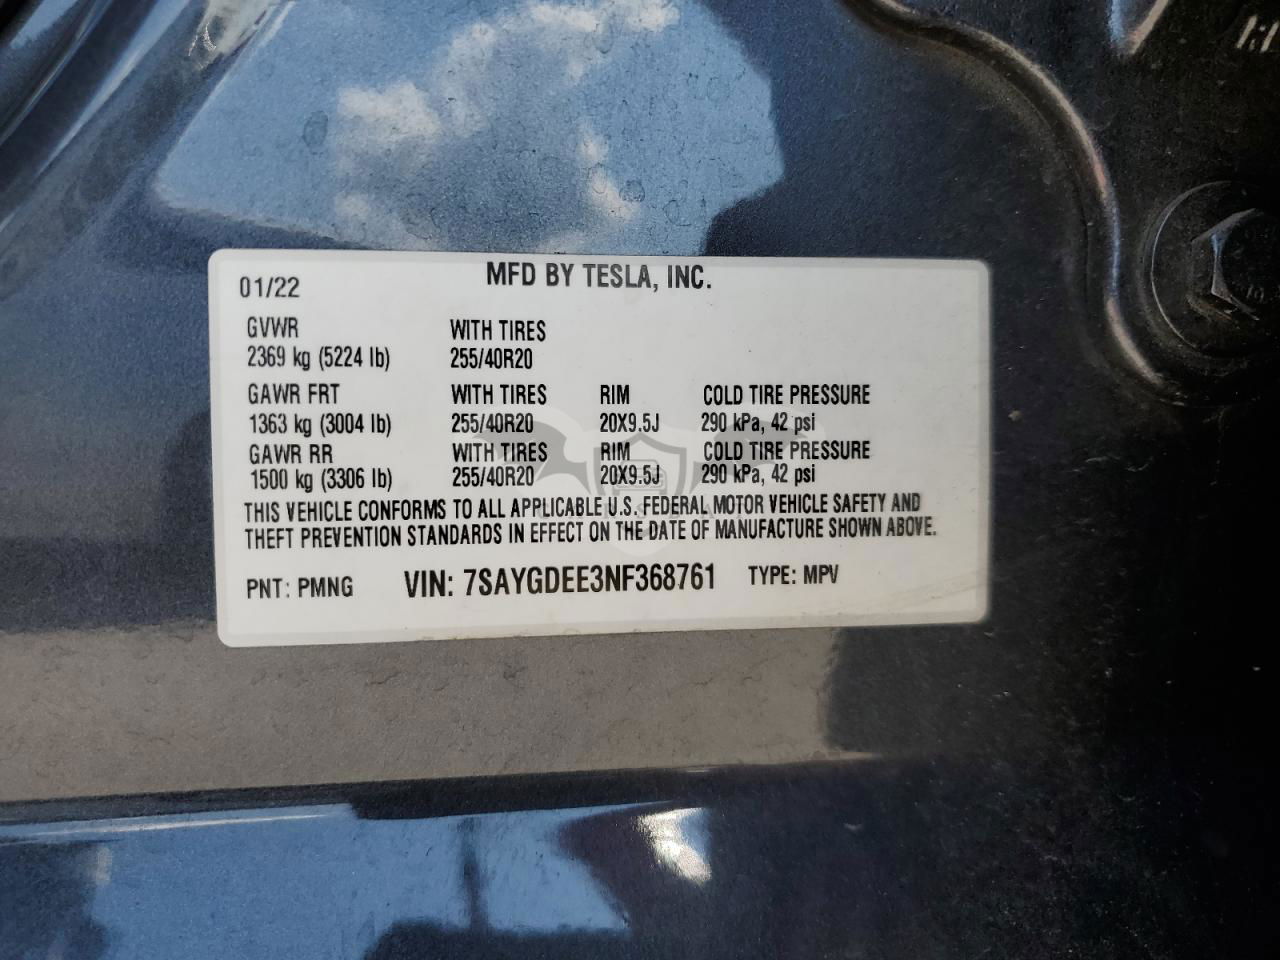 01/22 MFD BY TESLA, INC.
GVWR WITH TIRES
2369 kg (5224 lb) 255/40R20
GAWR FRT WITH TIRES RIM COLD TIRE PRESSURE
1363 kg (3004 lb) 255/40R20 20X9.5J 290 kPa, 42 psi
GAWR RR WITH TIRES RIM COLD TIRE PRESSURE
1500 kg (3306 lb) 255/40R20 20X9.5J 290 kPa, 42 psi
THIS VEHICLE CONFORMS TO ALL APPLICABLE U.S. FEDERAL MOTOR VEHICLE SAFETY AND
THEFT PREVENTION STANDARDS IN EFFECT ON THE DATE OF MANUFACTURE SHOWN ABOVE.
PNT: PMNG VIN: 7SAYGDEE3NF368761 TYPE: MPV